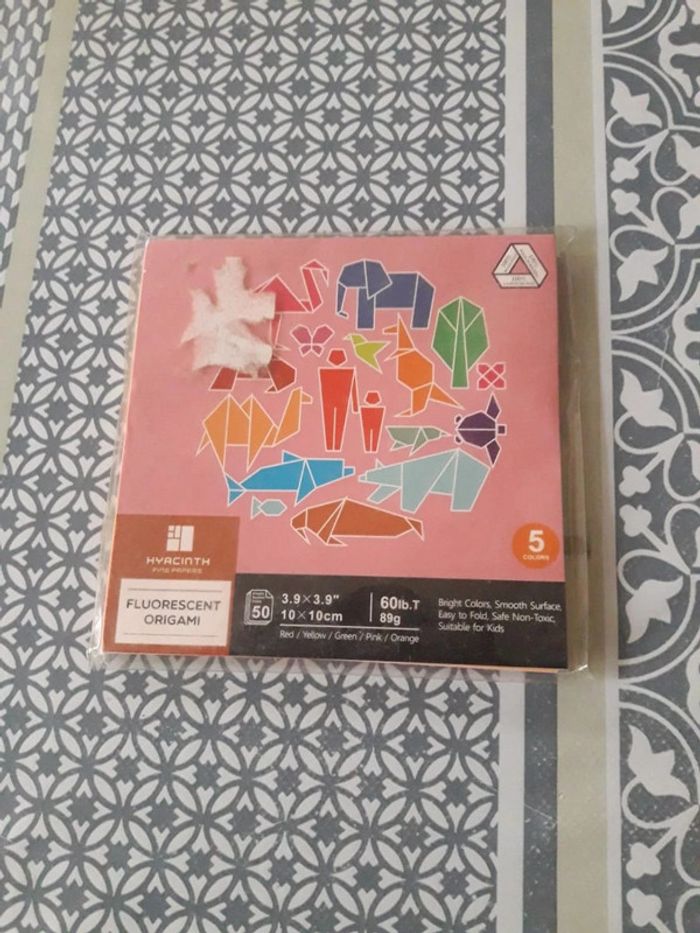 5
COLORS
HYACINTH
FINE PAPERS
FLUORESCENT
ORIGAMI
50
3.9×3.9"
10×10cm
60lb.T
89g
Red / Yellow / Green / Pink / Orange
Bright Colors, Smooth Surface,
Easy to Fold, Safe Non-Toxic,
Suitable for Kids